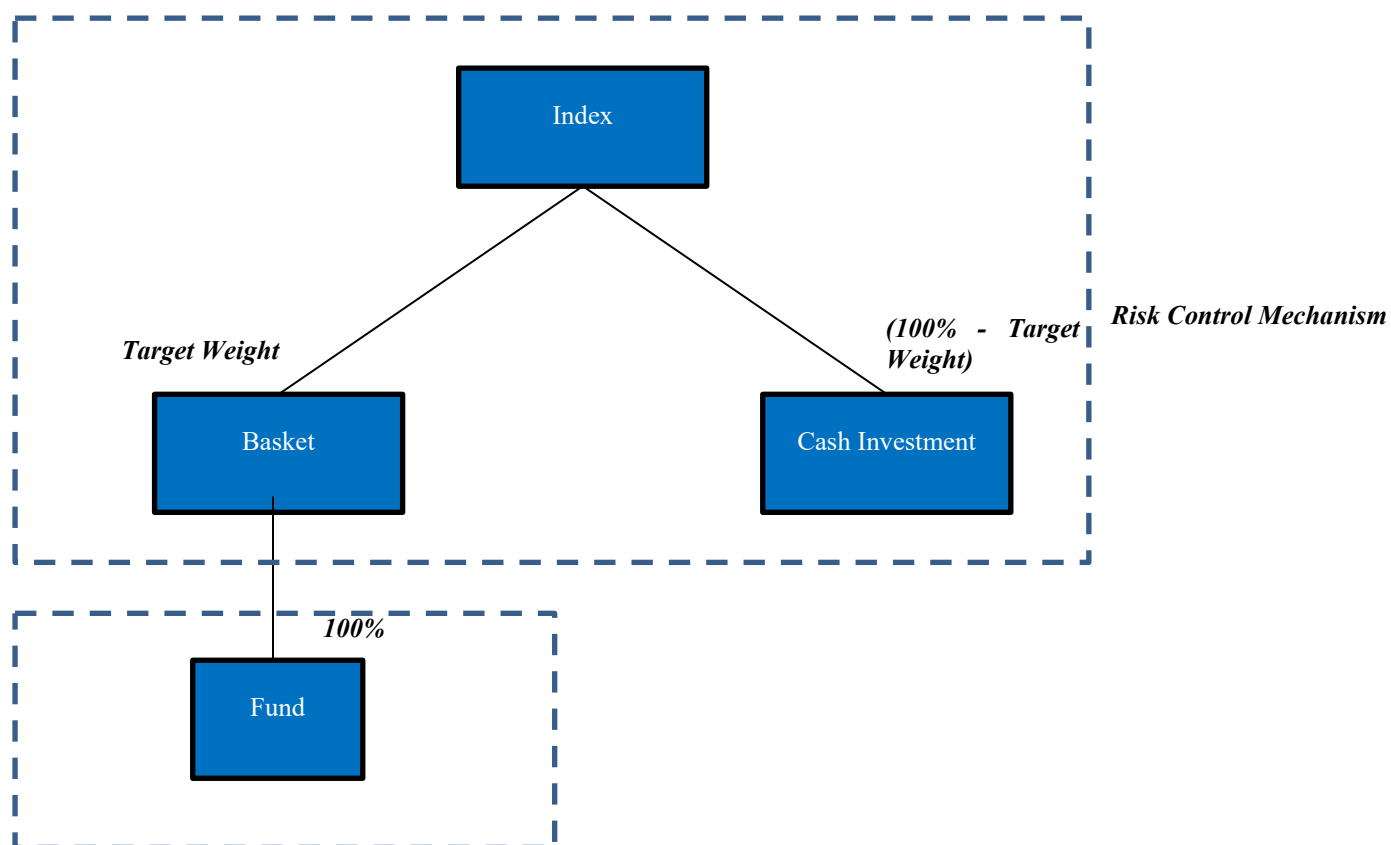 Index
Risk Control Mechanism
(100% - Target
Weight)
Target Weight
Basket
Cash Investment
100%
Fund